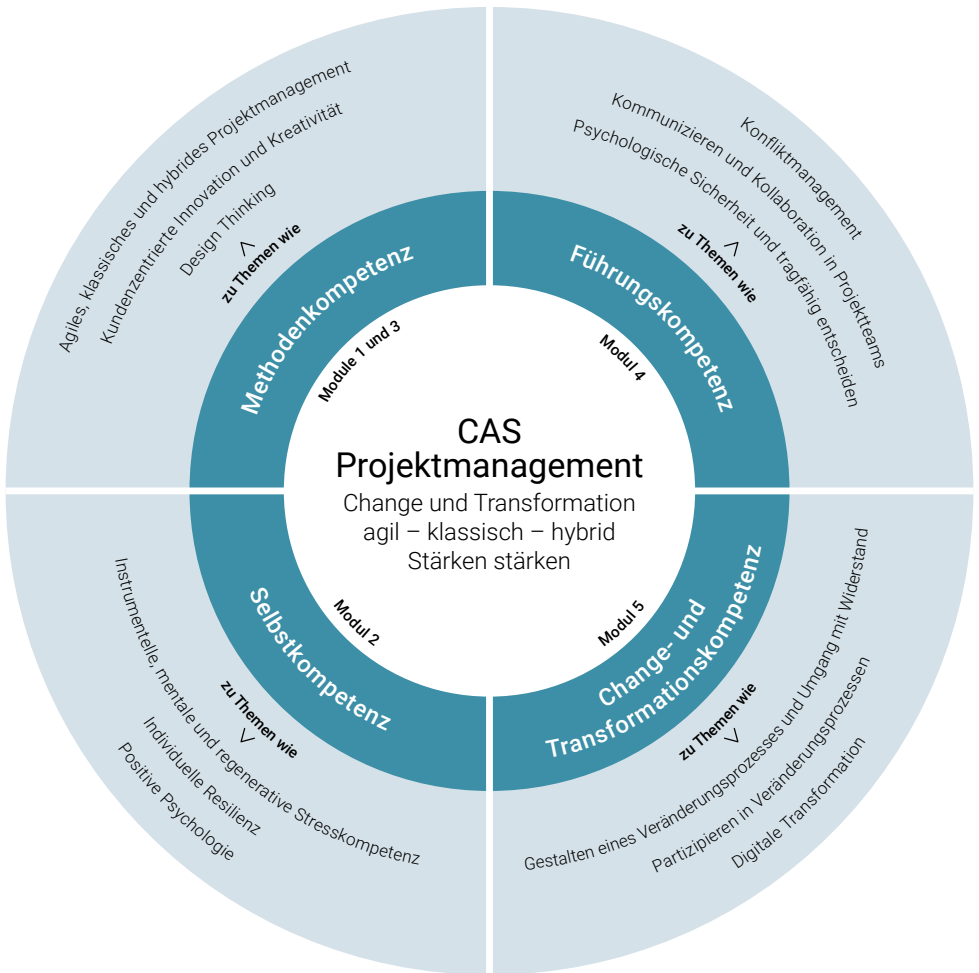 CAS
Projektmanagement
Change und Transformation
agil – klassisch – hybrid
Stärken stärken
Module 1 und 3
Methodenkompetenz
zu Themen wie
Design Thinking
Kundenzentrierte Innovation und Kreativität
Agiles, klassisches und hybrides Projektmanagement
Modul 4
Führungskompetenz
zu Themen wie
Psychologische Sicherheit und tragfähig entscheiden
Kommunizieren und Kollaboration in Projektteams
Konfliktmanagement
Modul 2
Selbstkompetenz
zu Themen wie
Instrumentelle, mentale und regenerative Stresskompetenz
Individuelle Resilienz
Positive Psychologie
Modul 5
Change- und
Transformationskompetenz
zu Themen wie
Gestalten eines Veränderungsprozesses und Umgang mit Widerstand
Partizipieren in Veränderungsprozessen
Digitale Transformation